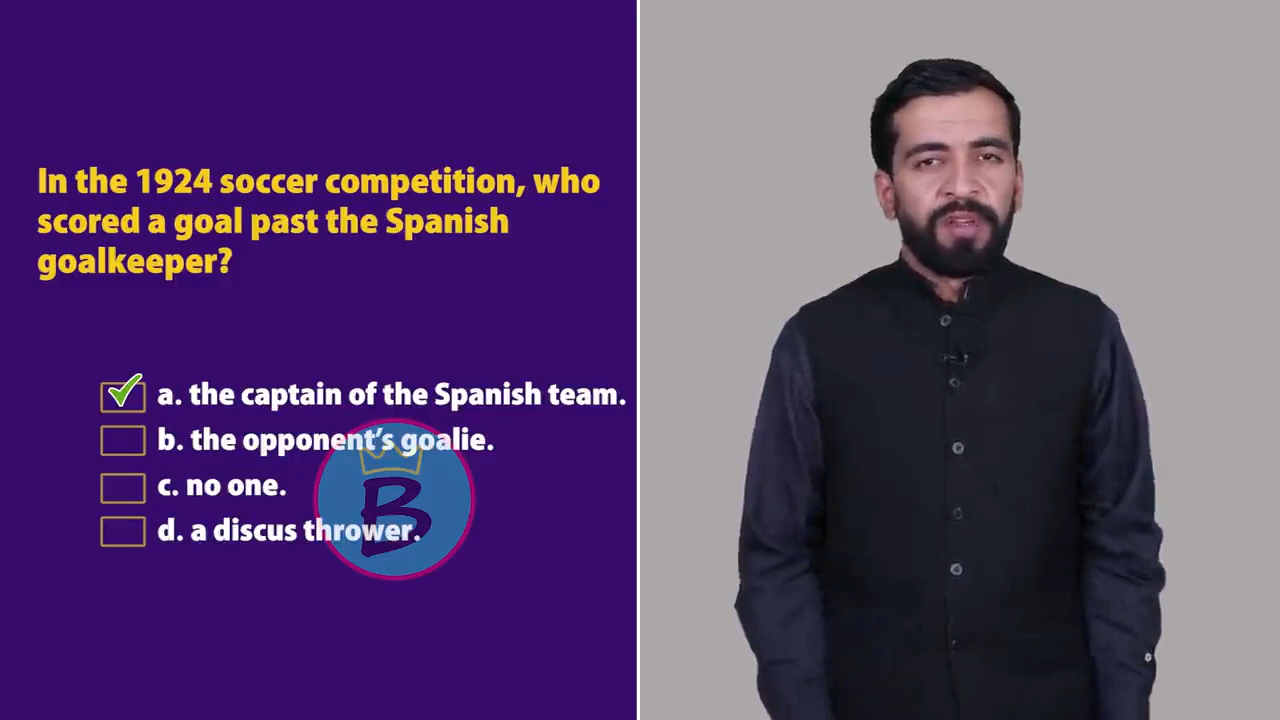 In the 1924 soccer competition, who
scored a goal past the Spanish
goalkeeper?
a. the captain of the Spanish team.
b. the opponent's goalie.
c. no one.
d. a discus thrower.
B